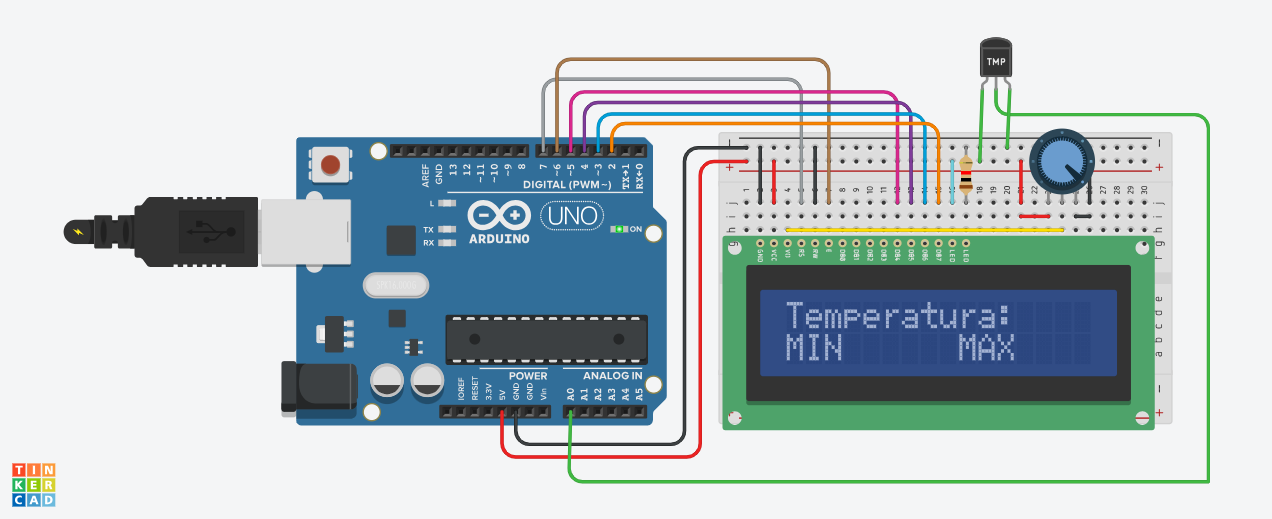 TMP
AREF
GND
13
12
~11
~10
~9
8
7
~6
~5
4
~3
2
TX→1
RX←0
DIGITAL (PWM~)
L
TX
RX
ARDUINO
UNO
ON
POWER
ANALOG IN
IOREF
RESET
3.3V
5V
GND
GND
Vin
A0
A1
A2
A3
A4
A5
GND
VCC
V0
RS
RW
E
DB0
DB1
DB2
DB3
DB4
DB5
DB6
DB7
LED
LED
Temperatura:
MIN MAX
TIN
KER
CAD